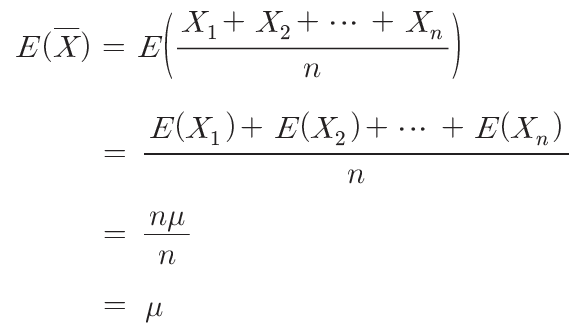 E(X̅) = E((X₁ + X₂ + ⋯ + Xₙ)/n)
= (E(X₁) + E(X₂) + ⋯ + E(Xₙ))/n
= nμ/n
= μ